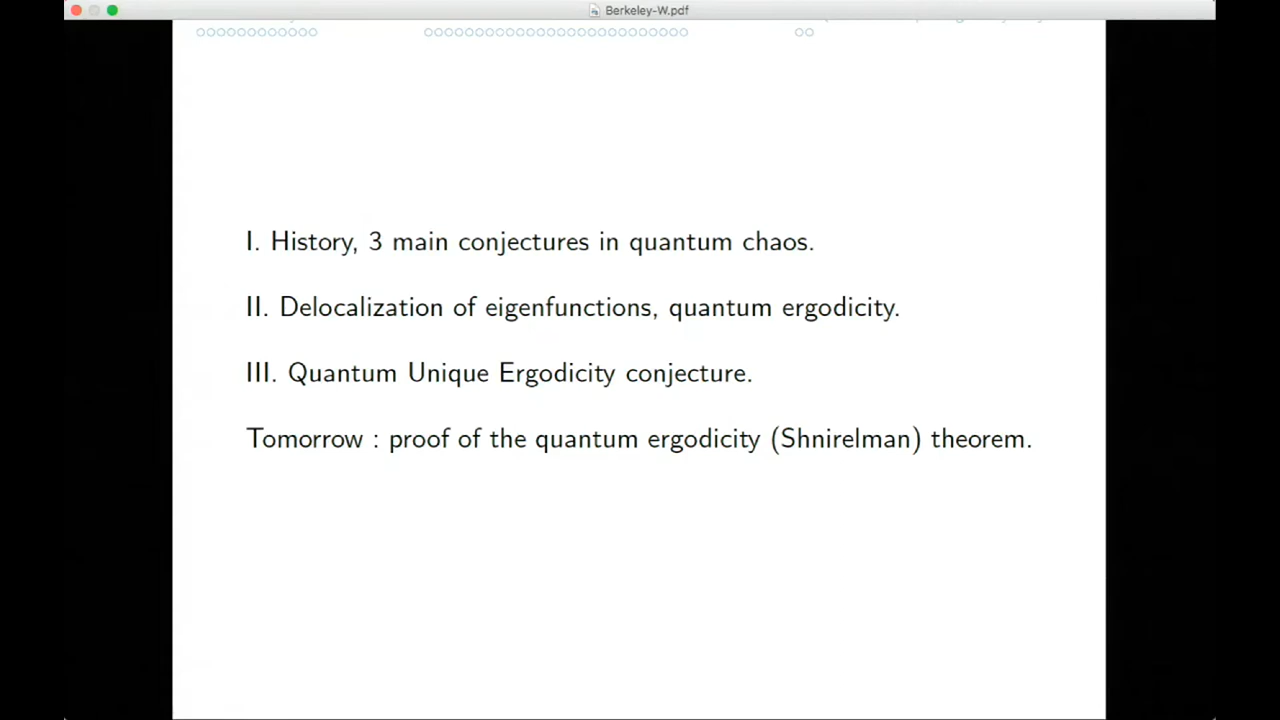 Berkeley-W.pdf
I. History, 3 main conjectures in quantum chaos.
II. Delocalization of eigenfunctions, quantum ergodicity.
III. Quantum Unique Ergodicity conjecture.
Tomorrow : proof of the quantum ergodicity (Shnirelman) theorem.